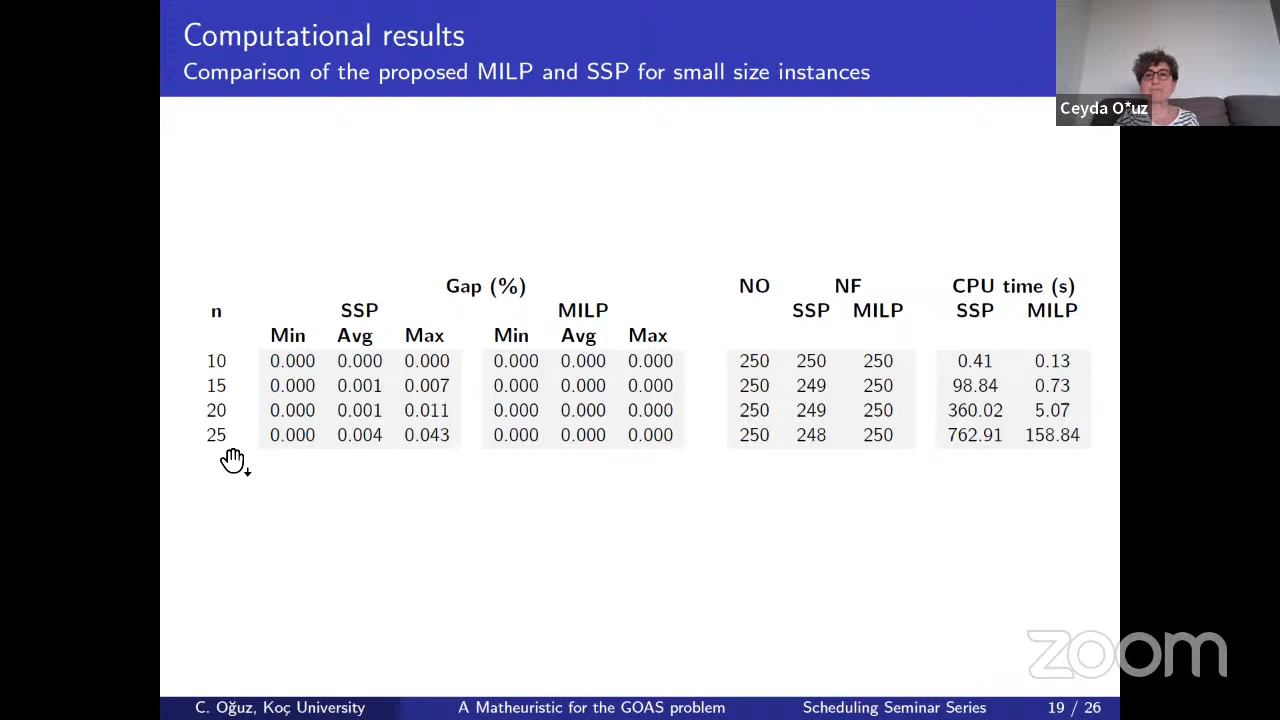 Computational results
Comparison of the proposed MILP and SSP for small size instances
Ceyda O*uz
Gap (%) NO NF CPU time (s)
n SSP MILP SSP MILP SSP MILP
Min Avg Max Min Avg Max
10 0.000 0.000 0.000 0.000 0.000 0.000 250 250 250 0.41 0.13
15 0.000 0.001 0.007 0.000 0.000 0.000 250 249 250 98.84 0.73
20 0.000 0.001 0.011 0.000 0.000 0.000 250 249 250 360.02 5.07
25 0.000 0.004 0.043 0.000 0.000 0.000 250 248 250 762.91 158.84
zoom
C. Oğuz, Koç University A Matheuristic for the GOAS problem Scheduling Seminar Series 19 / 26